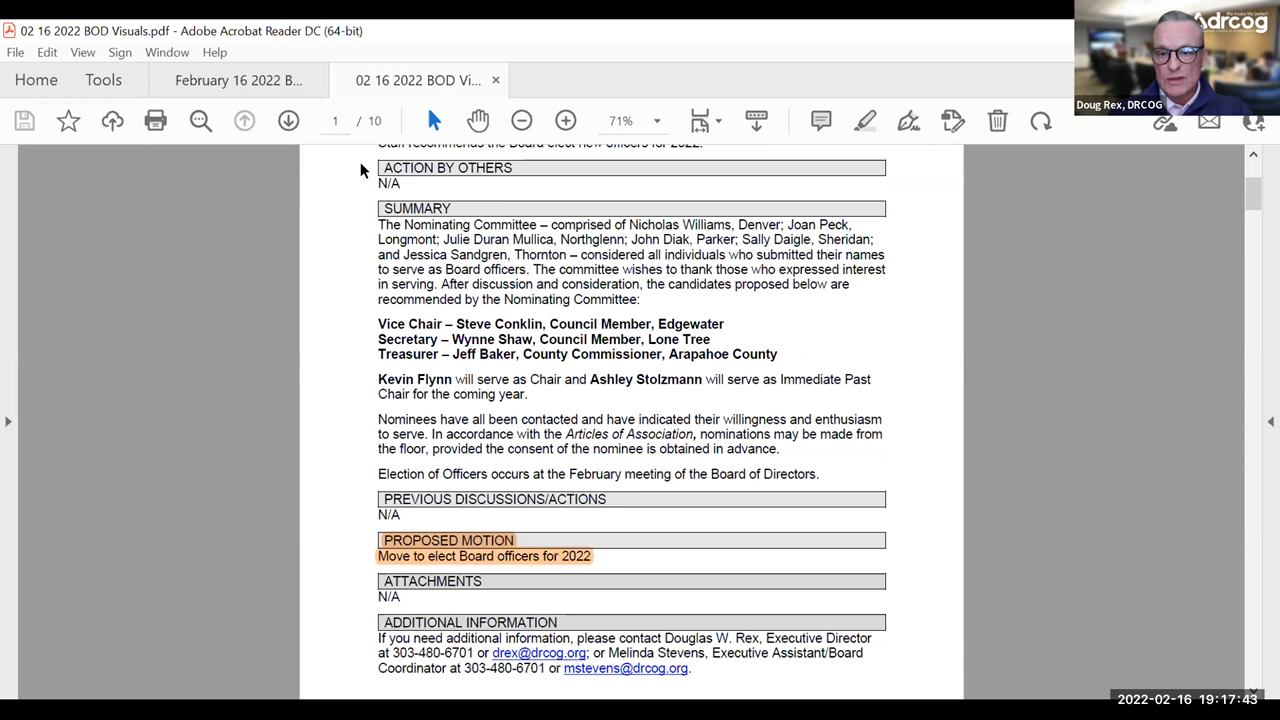 02 16 2022 BOD Visuals.pdf - Adobe Acrobat Reader DC (64-bit)
We make life better!
drcog
File Edit View Sign Window Help
Home Tools February 16 2022 B... 02 16 2022 BOD Vi... ×
Doug Rex, DRCOG
1 / 10 71%
Staff recommends the Board elect new officers for 2022.
ACTION BY OTHERS
N/A
SUMMARY
The Nominating Committee – comprised of Nicholas Williams, Denver; Joan Peck,
Longmont; Julie Duran Mullica, Northglenn; John Diak, Parker; Sally Daigle, Sheridan;
and Jessica Sandgren, Thornton – considered all individuals who submitted their names
to serve as Board officers. The committee wishes to thank those who expressed interest
in serving. After discussion and consideration, the candidates proposed below are
recommended by the Nominating Committee:
Vice Chair – Steve Conklin, Council Member, Edgewater
Secretary – Wynne Shaw, Council Member, Lone Tree
Treasurer – Jeff Baker, County Commissioner, Arapahoe County
Kevin Flynn will serve as Chair and Ashley Stolzmann will serve as Immediate Past
Chair for the coming year.
Nominees have all been contacted and have indicated their willingness and enthusiasm
to serve. In accordance with the Articles of Association, nominations may be made from
the floor, provided the consent of the nominee is obtained in advance.
Election of Officers occurs at the February meeting of the Board of Directors.
PREVIOUS DISCUSSIONS/ACTIONS
N/A
PROPOSED MOTION
Move to elect Board officers for 2022
ATTACHMENTS
N/A
ADDITIONAL INFORMATION
If you need additional information, please contact Douglas W. Rex, Executive Director
at 303-480-6701 or drex@drcog.org; or Melinda Stevens, Executive Assistant/Board
Coordinator at 303-480-6701 or mstevens@drcog.org.
2022-02-16 19:17:43